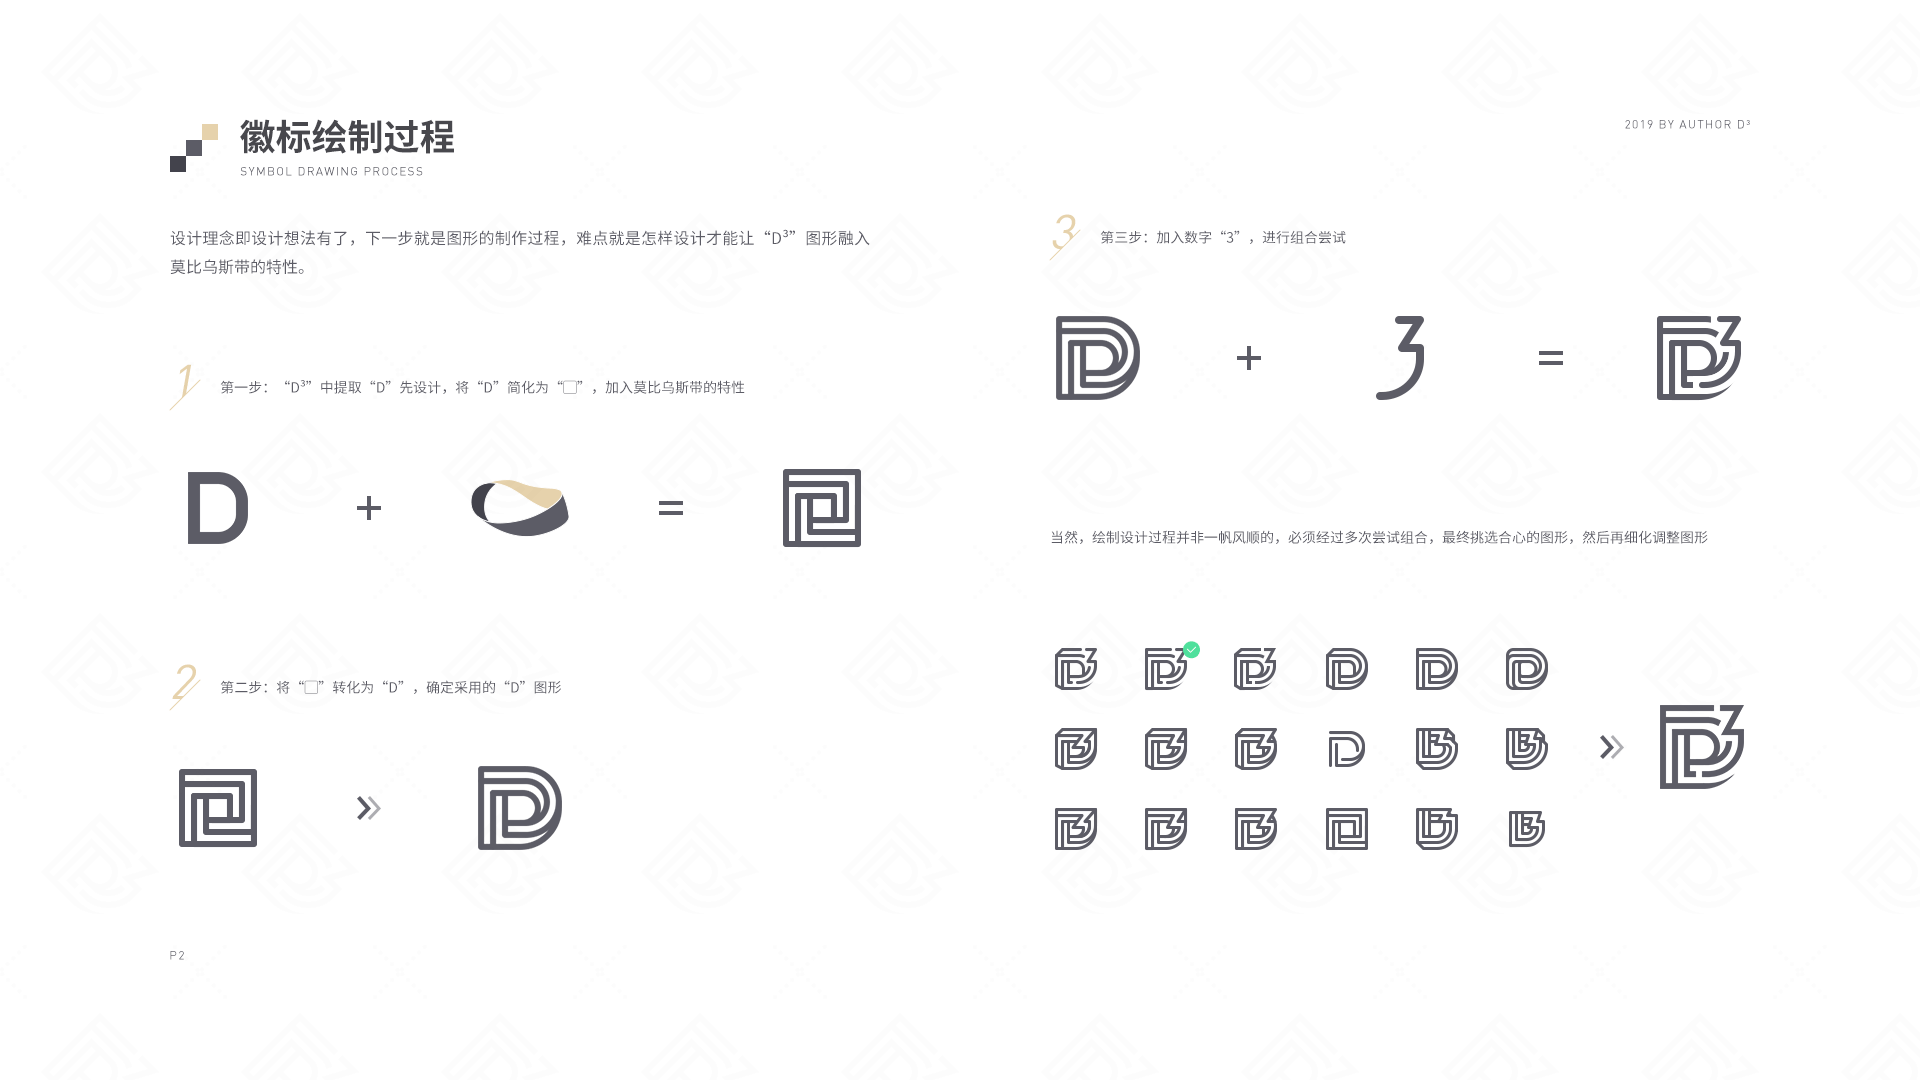 徽标绘制过程
SYMBOL DRAWING PROCESS
2019 BY AUTHOR D³
设计理念即设计想法有了，下一步就是图形的制作过程，难点就是怎样设计才能让“D³”图形融入
莫比乌斯带的特性。
1
第一步：“D³”中提取“D”先设计，将“D”简化为“□”，加入莫比乌斯带的特性
D + =
2
第二步：将“□”转化为“D”，确定采用的“D”图形
3
第三步：加入数字“3”，进行组合尝试
D + 3 = D3
当然，绘制设计过程并非一帆风顺的，必须经过多次尝试组合，最终挑选合心的图形，然后再细化调整图形
P2